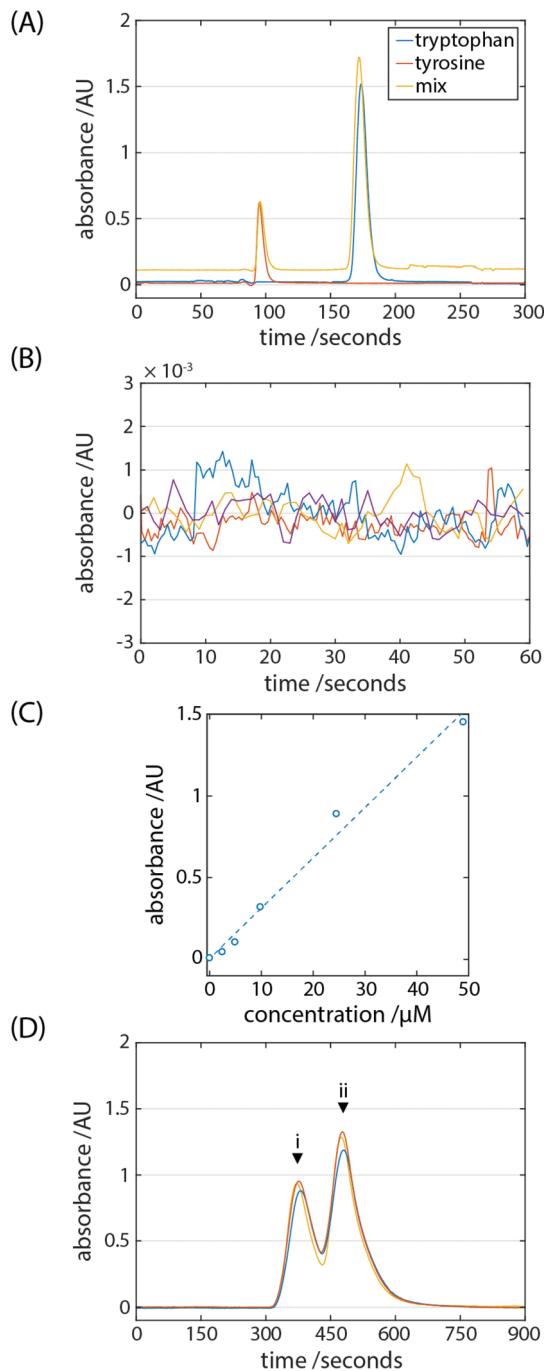 (A)
2
1.5
1
0.5
0
absorbance /AU
tryptophan
tyrosine
mix
0 50 100 150 200 250 300
time /seconds
(B)
× 10⁻³
3
2
1
0
-1
-2
-3
absorbance /AU
0 10 20 30 40 50 60
time /seconds
(C)
1.5
1
0.5
0
absorbance /AU
0 10 20 30 40 50
concentration /µM
(D)
2
1.5
1
0.5
0
absorbance /AU
i
ii
0 150 300 450 600 750 900
time /seconds